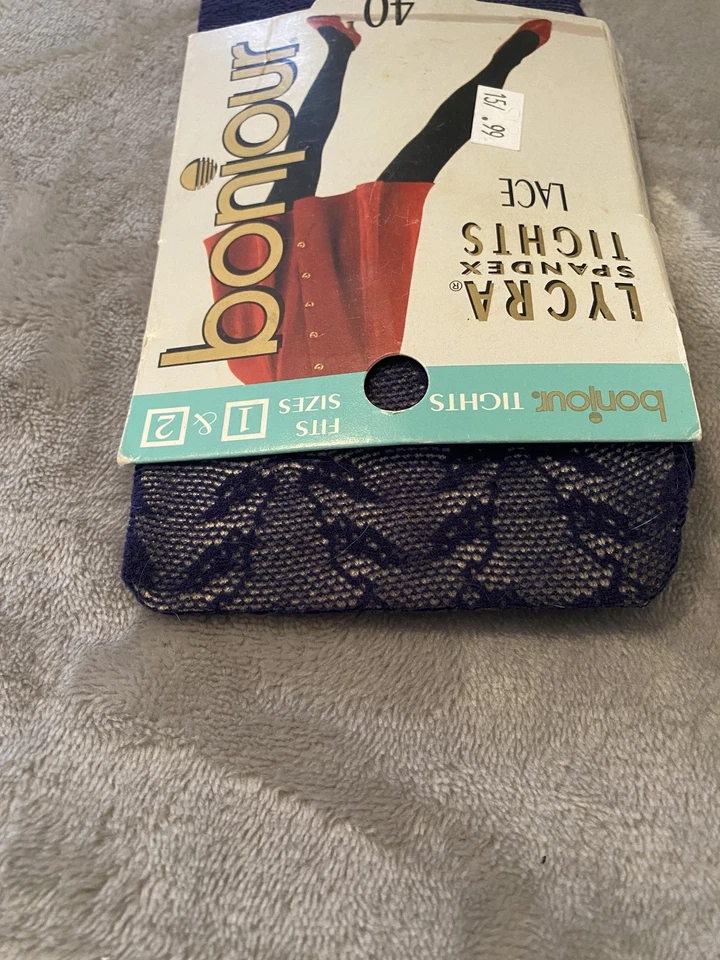 bonjour. TIGHTS FITS SIZES 1 & 2
LYCRA®
SPANDEX
TIGHTS
LACE
15/.99
bonjour
40